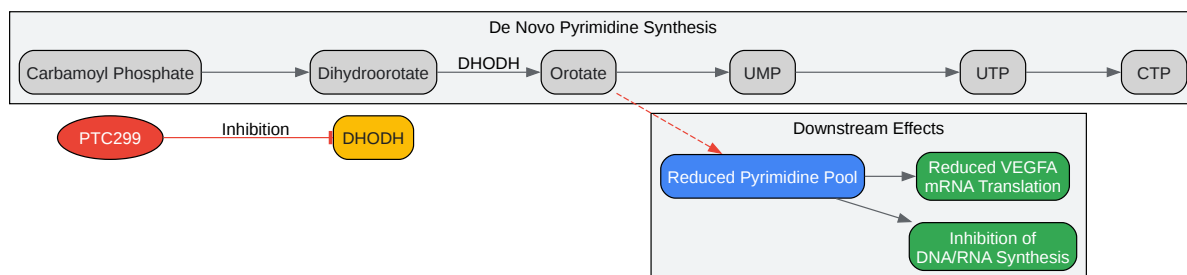 De Novo Pyrimidine Synthesis
Carbamoyl Phosphate
Dihydroorotate
DHODH
Orotate
UMP
UTP
CTP
PTC299
Inhibition
DHODH
Downstream Effects
Reduced Pyrimidine Pool
Reduced VEGFA
mRNA Translation
Inhibition of
DNA/RNA Synthesis